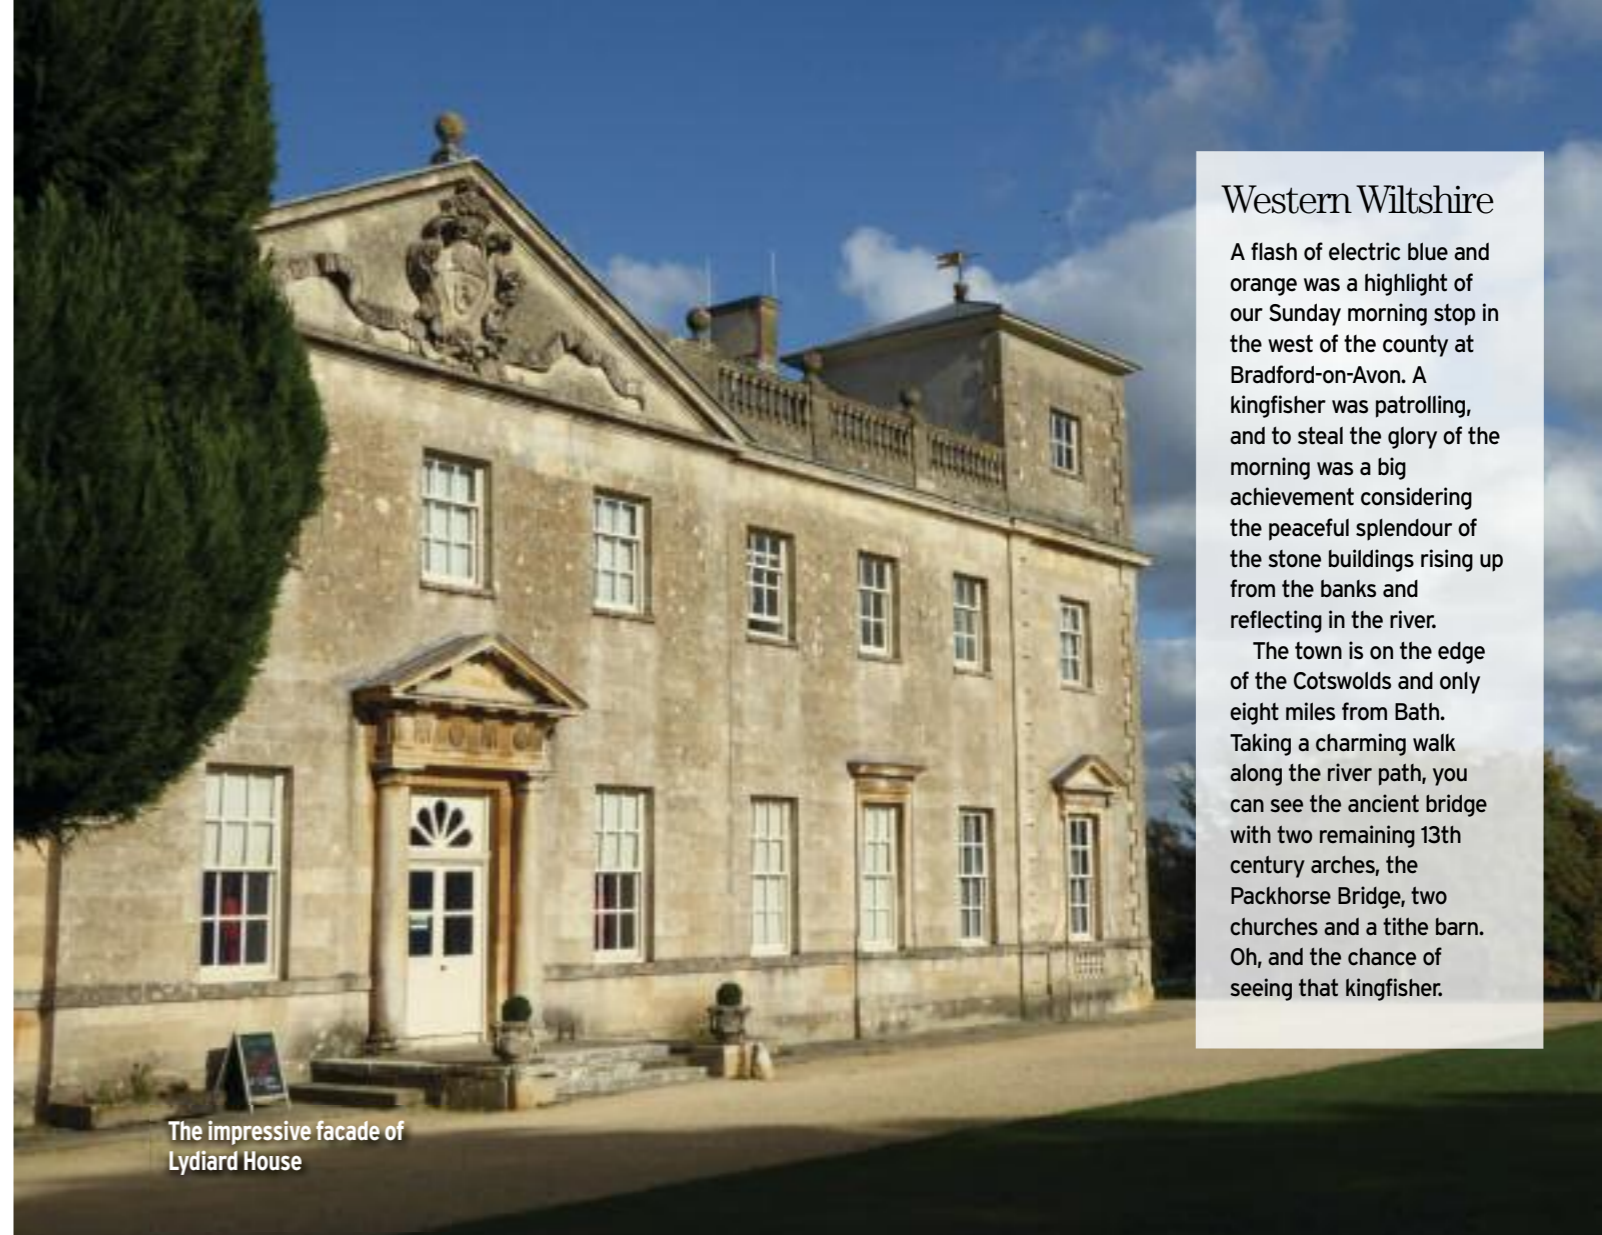 Western Wiltshire
A flash of electric blue and
orange was a highlight of
our Sunday morning stop in
the west of the county at
Bradford-on-Avon. A
kingfisher was patrolling,
and to steal the glory of the
morning was a big
achievement considering
the peaceful splendour of
the stone buildings rising up
from the banks and
reflecting in the river.
The town is on the edge
of the Cotswolds and only
eight miles from Bath.
Taking a charming walk
along the river path, you
can see the ancient bridge
with two remaining 13th
century arches, the
Packhorse Bridge, two
churches and a tithe barn.
Oh, and the chance of
seeing that kingfisher.
The impressive facade of
Lydiard House